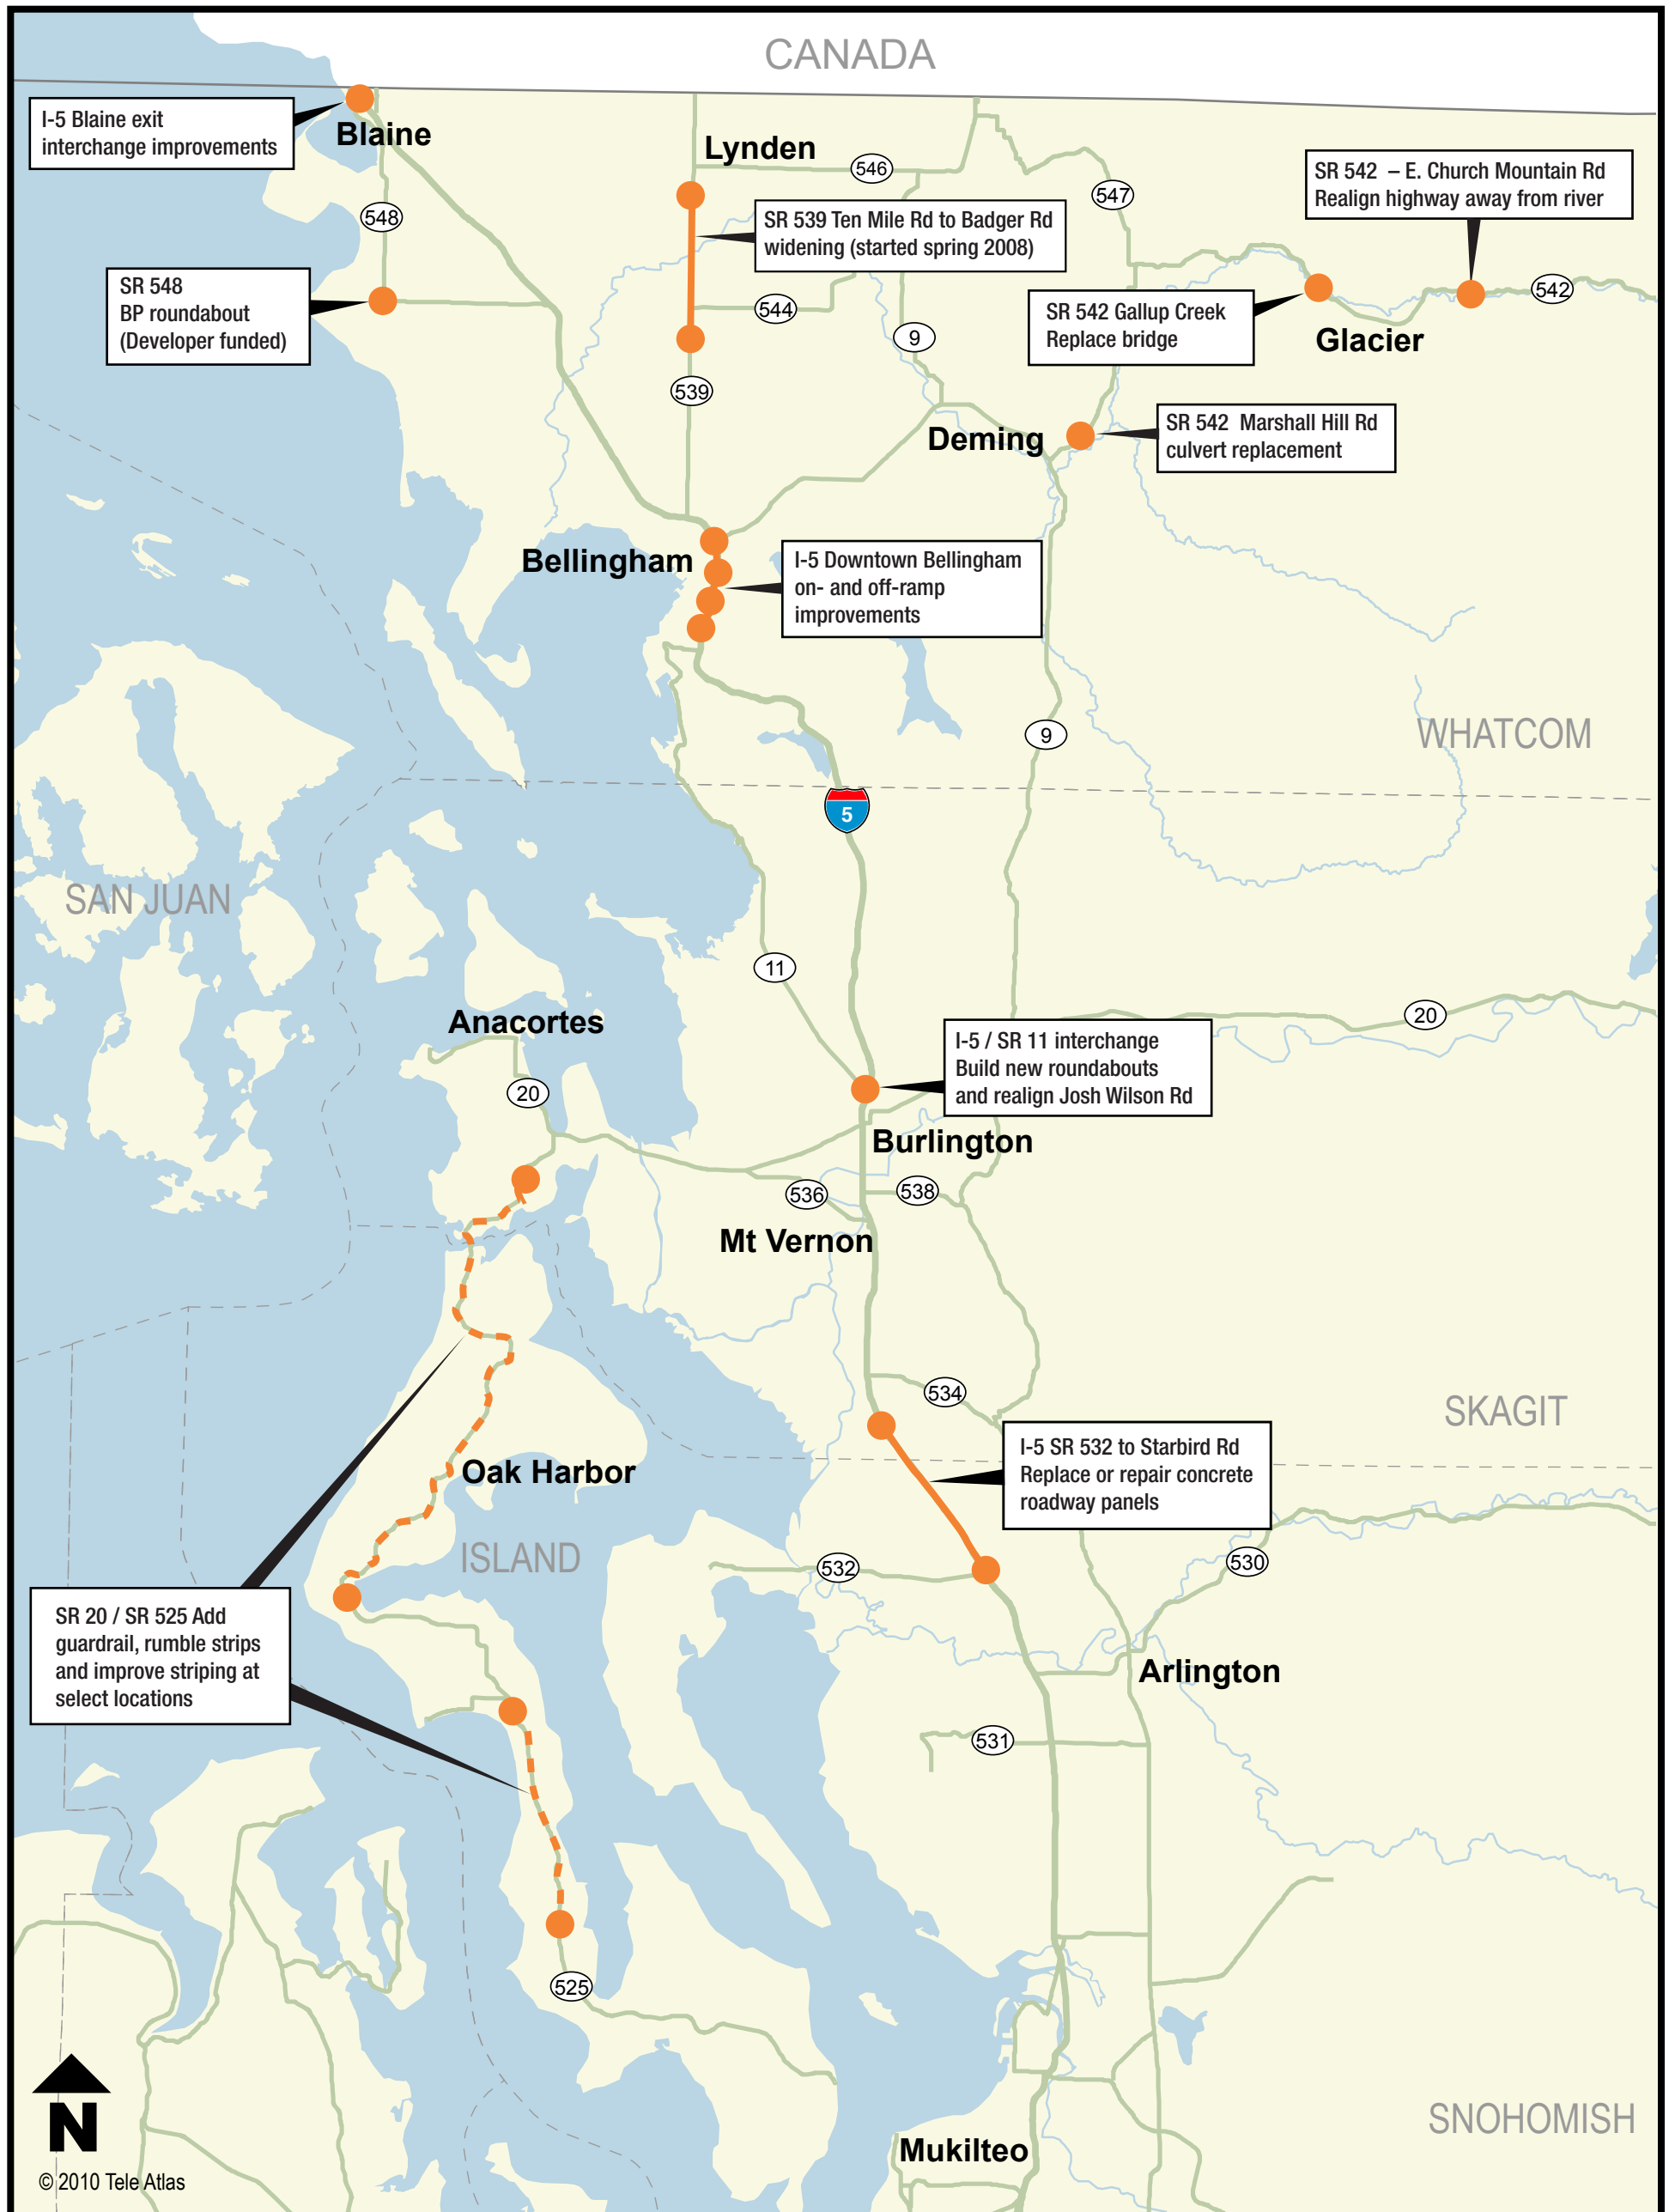 CANADA
I-5 Blaine exit
interchange improvements
Blaine
Lynden
546
547
548
SR 542 – E. Church Mountain Rd
Realign highway away from river
SR 539 Ten Mile Rd to Badger Rd
widening (started spring 2008)
SR 548
BP roundabout
(Developer funded)
544
542
SR 542 Gallup Creek
Replace bridge
Glacier
9
539
Deming
SR 542 Marshall Hill Rd
culvert replacement
Bellingham
I-5 Downtown Bellingham
on- and off-ramp
improvements
WHATCOM
9
5
SAN JUAN
11
Anacortes
20
20
I-5 / SR 11 interchange
Build new roundabouts
and realign Josh Wilson Rd
Burlington
536
538
Mt Vernon
534
SKAGIT
I-5 SR 532 to Starbird Rd
Replace or repair concrete
roadway panels
Oak Harbor
ISLAND
532
530
SR 20 / SR 525 Add
guardrail, rumble strips
and improve striping at
select locations
Arlington
531
525
N
SNOHOMISH
Mukilteo
© 2010 Tele Atlas